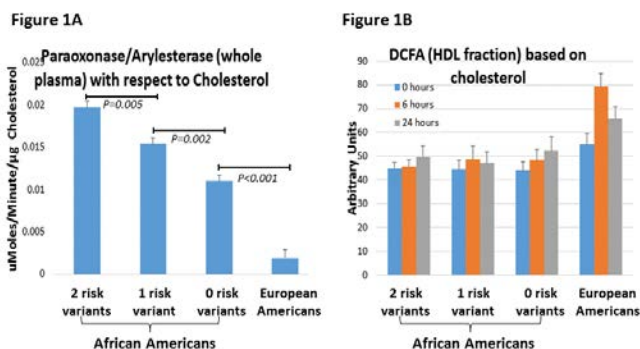 Figure 1A
Paraoxonase/Arylesterase (whole
plasma) with respect to Cholesterol
uMoles/Minute/µg Cholesterol
0.025
0.02
0.015
0.01
0.005
0
P=0.005
P=0.002
P<0.001
2 risk
variants
1 risk
variant
0 risk
variants
European
Americans
African Americans
Figure 1B
DCFA (HDL fraction) based on
cholesterol
Arbitrary Units
90
80
70
60
50
40
30
20
10
0
0 hours
6 hours
24 hours
2 risk
variants
1 risk
variant
0 risk
variants
European
Americans
African Americans